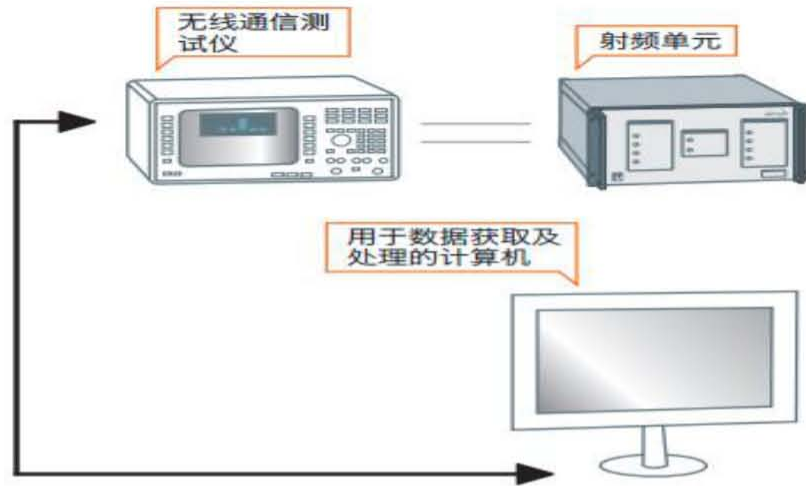 无线通信测
试仪
射频单元
用于数据获取及
处理的计算机